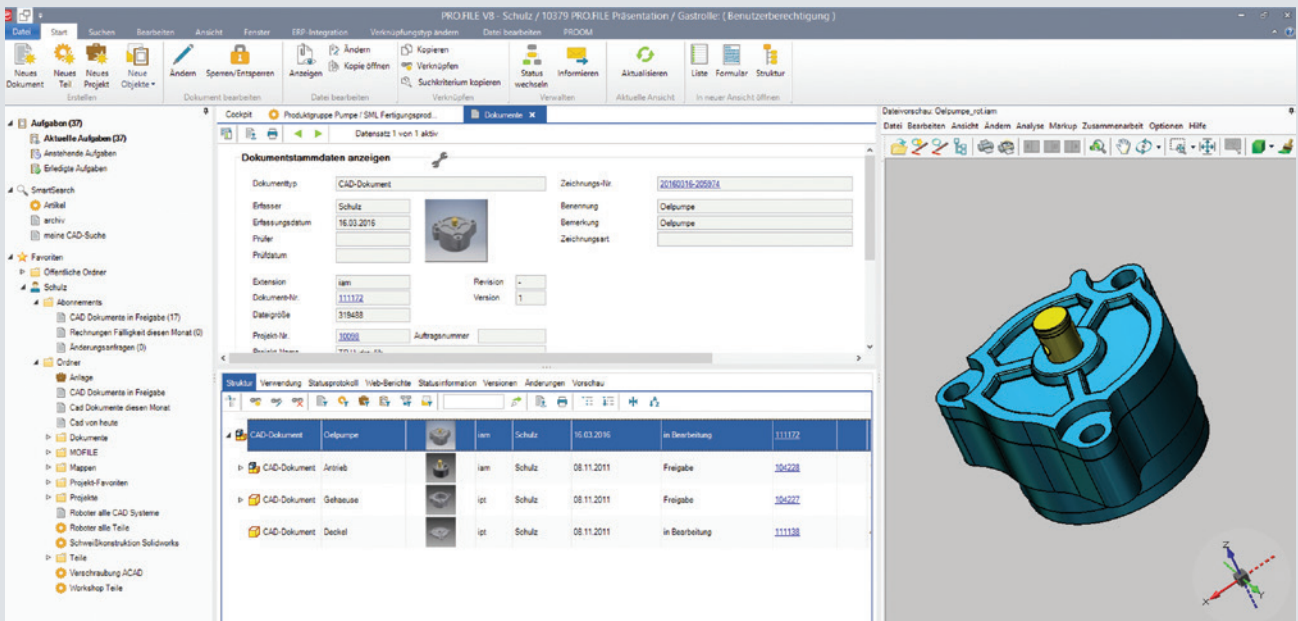 PRO.FILE V8 - Schulz / 10379 PRO.FILE Präsentation / Gastrolle: ( Benutzerberechtigung )
Datei Start Suchen Bearbeiten Ansicht Fenster ERP-Integration Verknüpfungstyp ändern Datei bearbeiten PROOM
Neues Dokument Neues Teil Neues Projekt Neue Objekte
Erstellen
Ändern Sperren/Entsperren
Dokument bearbeiten
Anzeigen Ändern Kopie öffnen
Datei bearbeiten
Kopieren
Verknüpfen
Suchkriterium kopieren
Verknüpfen
Status wechseln Informieren
Verwalten
Aktualisieren
Aktuelle Ansicht
Liste Formular Struktur
In neuer Ansicht öffnen
Aufgaben (37)
Aktuelle Aufgaben (37)
Anstehende Aufgaben
Erledigte Aufgaben
SmartSearch
Artikel
archiv
meine CAD-Suche
Favoriten
Öffentliche Ordner
Schulz
Abonnements
CAD Dokumente in Freigabe (17)
Rechnungen Fälligkeit diesen Monat (0)
Änderungsanfragen (0)
Ordner
Anlage
CAD Dokumente in Freigabe
Cad Dokumente diesen Monat
Cad von heute
Dokumente
MOFILE
Mappen
Projekt-Favoriten
Projekte
Roboter alle CAD Systeme
Roboter alle Teile
Schweißkonstruktion Solidworks
Teile
Verschraubung ACAD
Workshop Teile
Cockpit Produktgruppe Pumpe / SML Fertigungsprod... Dokumente X
Datensatz 1 von 1 aktiv
Dokumentstammdaten anzeigen
Dokumenttyp CAD-Dokument Zeichnungs-Nr. 20160316-205974
Erfasser Schulz Benennung Oelpumpe
Erfassungsdatum 16.03.2016 Bemerkung Oelpumpe
Prüfer Zeichnungsart
Prüfdatum
Extension iam Revision -
Dokument-Nr. 111172 Version 1
Dateigröße 319488
Projekt-Nr. 10098 Auftragsnummer
Projekt Name
Struktur Verwendung Statusprotokoll Web-Berichte Statusinformation Versionen Änderungen Vorschau
CAD-Dokument Oelpumpe iam Schulz 16.03.2016 in Bearbeitung 111172
CAD-Dokument Antrieb iam Schulz 08.11.2011 Freigabe 104228
CAD-Dokument Gehaeuse ipt Schulz 08.11.2011 Freigabe 104227
CAD-Dokument Deckel ipt Schulz 08.11.2011 in Bearbeitung 111138
Dateivorschau: Oelpumpe_rot.iam
Datei Bearbeiten Ansicht Ändern Analyse Markup Zusammenarbeit Optionen Hilfe
Z
X
Y